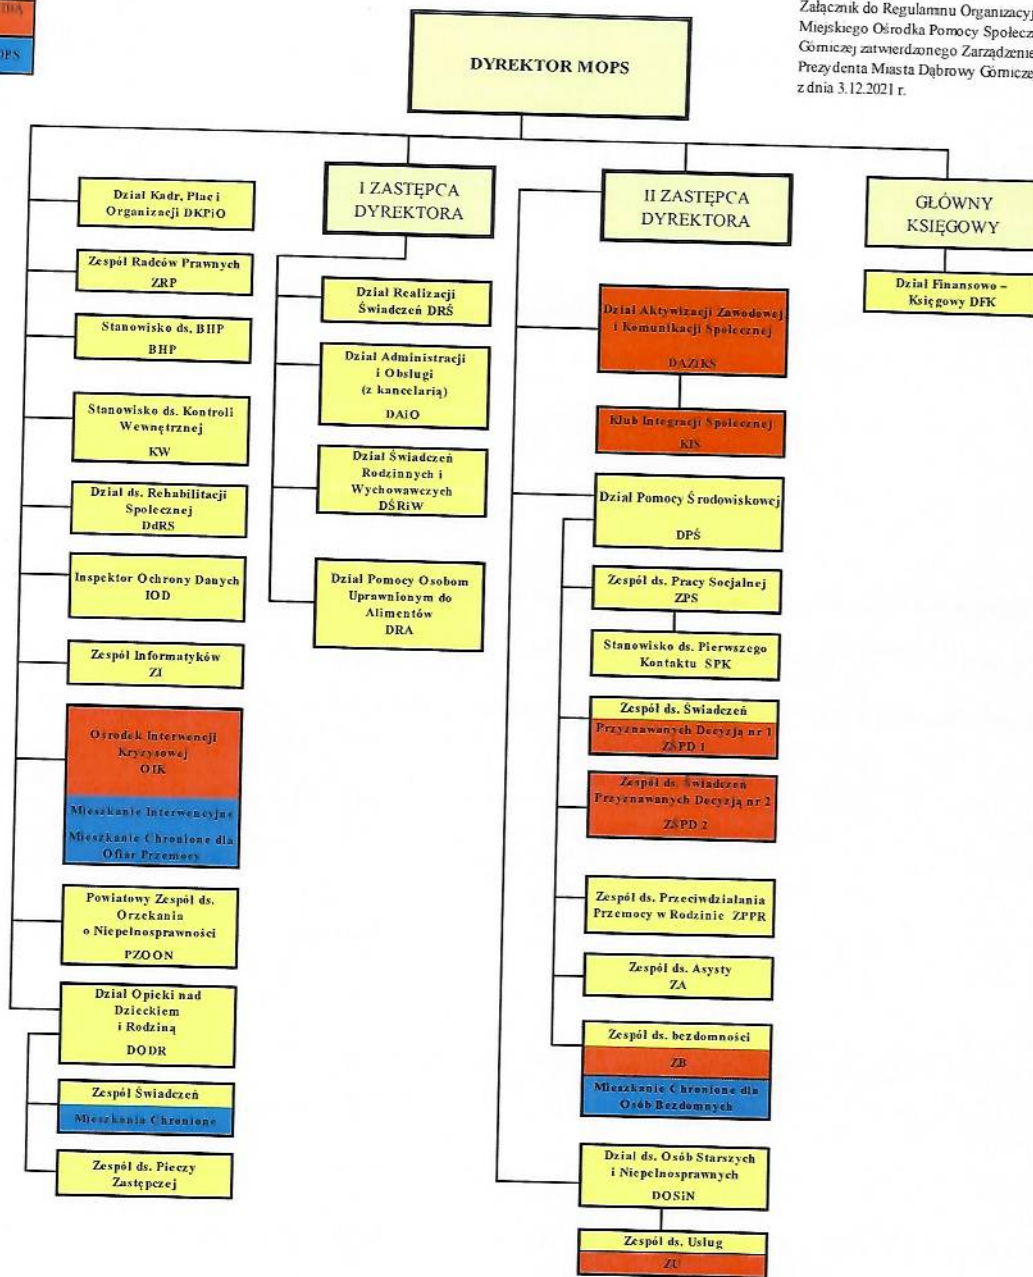 OPS
Załącznik do Regulaminu Organizacyj
Miejskiego Ośrodka Pomocy Społecz
Górniczej zatwierdzonego Zarządzenie
Prezydenta Miasta Dąbrowy Górnicze
z dnia 3.12.2021 r.
DYREKTOR MOPS
Dział Kadr, Płac i
Organizacji DKPiO
Zespół Radców Prawnych
ZRP
Stanowisko ds. BHP
BHP
Stanowisko ds. Kontroli
Wewnętrznej
KW
Dział ds. Rehabilitacji
Społecznej
DdRS
Inspektor Ochrony Danych
IOD
Zespół Informatyków
ZI
Ośrodek Interwencji
Kryzysowej
OIK
Mieszkanie Interwencyjne
Mieszkanie Chronione dla
Ofiar Przemocy
Powiatowy Zespół ds.
Orzekania
o Niepełnosprawności
PZOON
Dział Opieki nad
Dzieckiem
i Rodziną
DODR
Zespół Świadczeń
Mieszkania Chronione
Zespół ds. Pieczy
Zastępczej
I ZASTĘPCA
DYREKTORA
Dział Realizacji
Świadczeń DRŚ
Dział Administracji
i Obsługi
(z kancelarią)
DAiO
Dział Świadczeń
Rodzinnych i
Wychowawczych
DŚRiW
Dział Pomocy Osobom
Uprawnionym do
Alimentów
DRA
II ZASTĘPCA
DYREKTORA
Dział Aktywizacji Zawodowej
i Komunikacji Społecznej
DAZIKS
Klub Integracji Społecznej
KIS
Dział Pomocy Środowiskowej
DPŚ
Zespół ds. Pracy Socjalnej
ZPS
Stanowisko ds. Pierwszego
Kontaktu SPK
Zespół ds. Świadczeń
Przyznawanych Decyzją nr 1
ZŚPD 1
Zespół ds. Świadczeń
Przyznawanych Decyzją nr 2
ZŚPD 2
Zespół ds. Przeciwdziałania
Przemocy w Rodzinie ZPPR
Zespół ds. Asysty
ZA
Zespół ds. bezdomności
ZB
Mieszkanie Chronione dla
Osób Bezdomnych
Dział ds. Osób Starszych
i Niepełnosprawnych
DOSiN
Zespół ds. Usług
ZU
GŁÓWNY
KSIĘGOWY
Dział Finansowo –
Księgowy DFK